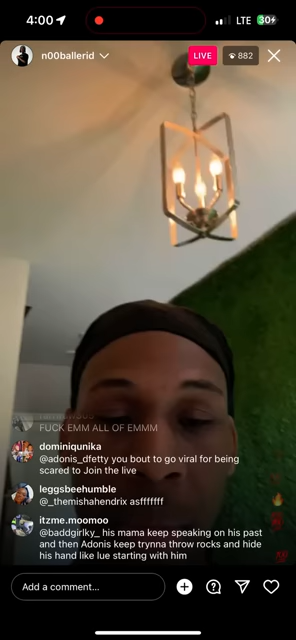 4:00
LTE 30
n00ballerid
LIVE
882
FUCK EMM ALL OF EMMM
dominiqunika
@adonis_dfetty you bout to go viral for being
scared to Join the live
leggsbeehumble
@_themishahendrix asfffffff
itzme.moomoo
@baddgirlky_ his mama keep speaking on his past
and then Adonis keep trynna throw rocks and hide
his hand like lue starting with him
Add a comment...